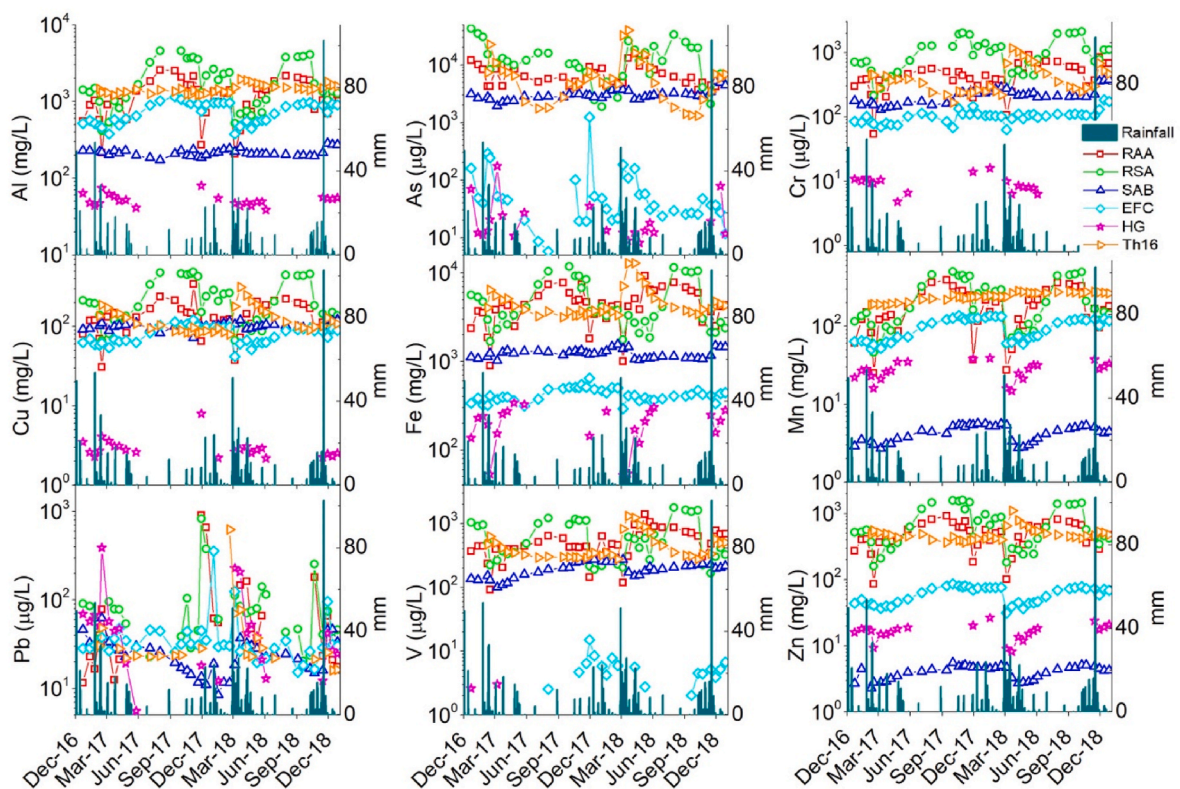 Al (mg/L)
10⁴
10³
10²
10¹
80
40
0
mm
As (µg/L)
10⁴
10³
10²
10¹
80
40
0
mm
Cr (µg/L)
10³
10²
10¹
10⁰
80
40
0
mm
Rainfall
RAA
RSA
SAB
EFC
HG
Th16
Cu (mg/L)
10³
10²
10¹
10⁰
80
40
0
mm
Fe (mg/L)
10⁴
10³
10²
80
40
0
mm
Mn (mg/L)
10²
10¹
10⁰
80
40
0
mm
Pb (µg/L)
10³
10²
10¹
80
40
0
mm
V (µg/L)
10³
10²
10¹
10⁰
80
40
0
mm
Zn (mg/L)
10³
10²
10¹
10⁰
80
40
0
mm
Dec-16
Mar-17
Jun-17
Sep-17
Dec-17
Mar-18
Jun-18
Sep-18
Dec-18
Dec-16
Mar-17
Jun-17
Sep-17
Dec-17
Mar-18
Jun-18
Sep-18
Dec-18
Dec-16
Mar-17
Jun-17
Sep-17
Dec-17
Mar-18
Jun-18
Sep-18
Dec-18